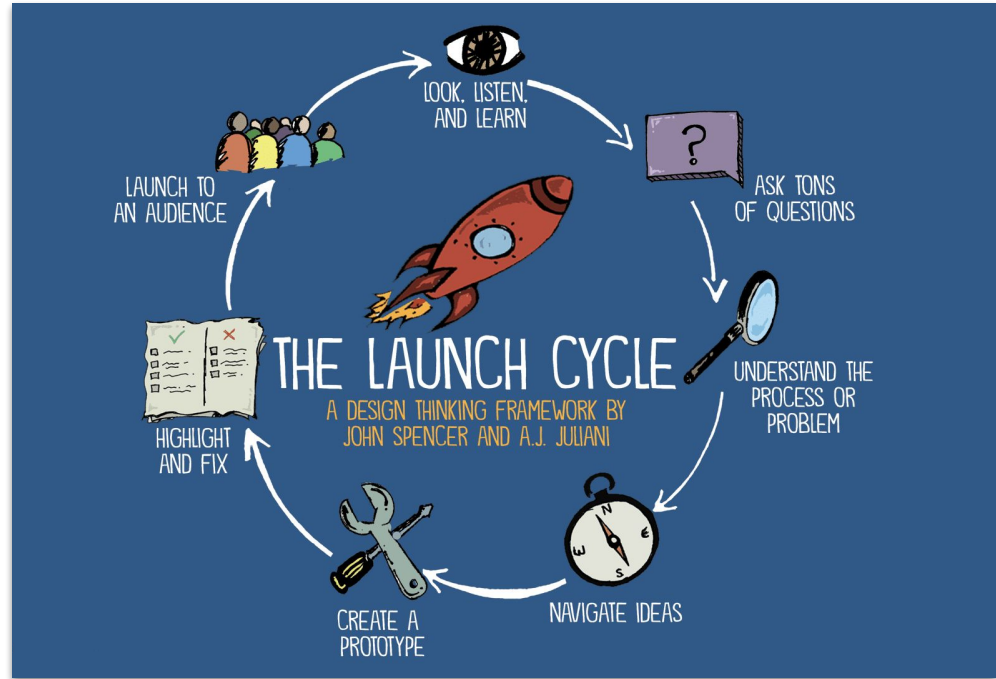 LOOK, LISTEN,
AND LEARN
?
ASK TONS
OF QUESTIONS
UNDERSTAND THE
PROCESS OR
PROBLEM
N
W
S
E
NAVIGATE IDEAS
CREATE A
PROTOTYPE
HIGHLIGHT
AND FIX
LAUNCH TO
AN AUDIENCE
THE LAUNCH CYCLE
A DESIGN THINKING FRAMEWORK BY
JOHN SPENCER AND A.J. JULIANI